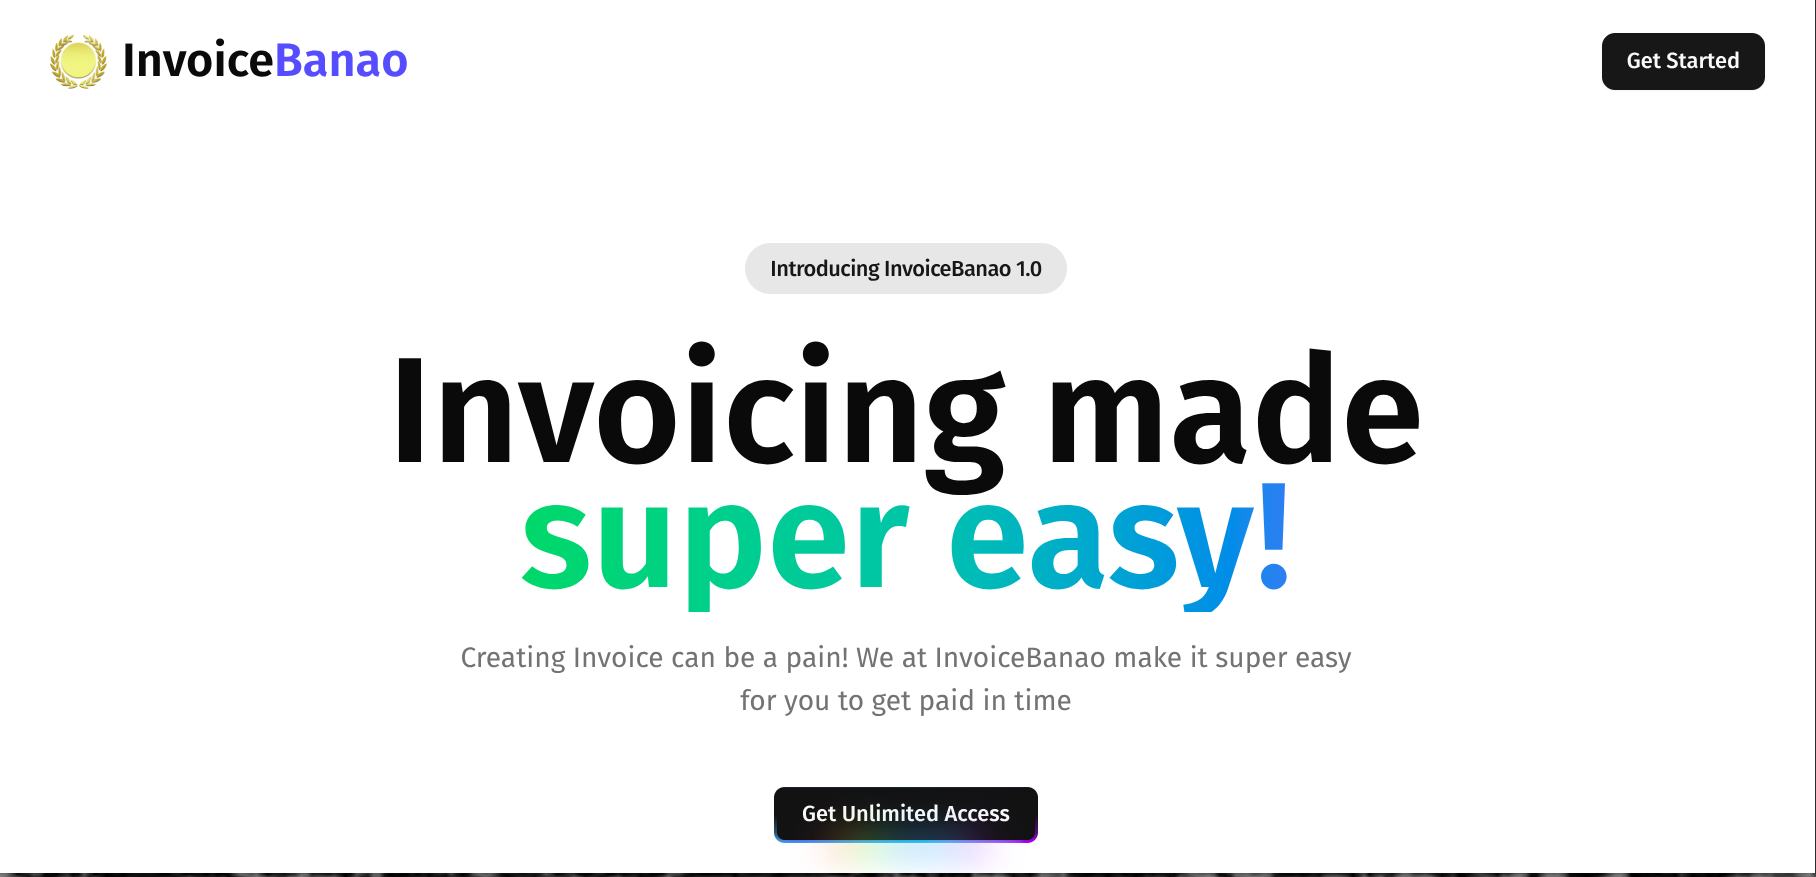 InvoiceBanao
Get Started
Introducing InvoiceBanao 1.0
Invoicing made
super easy!
Creating Invoice can be a pain! We at InvoiceBanao make it super easy
for you to get paid in time
Get Unlimited Access